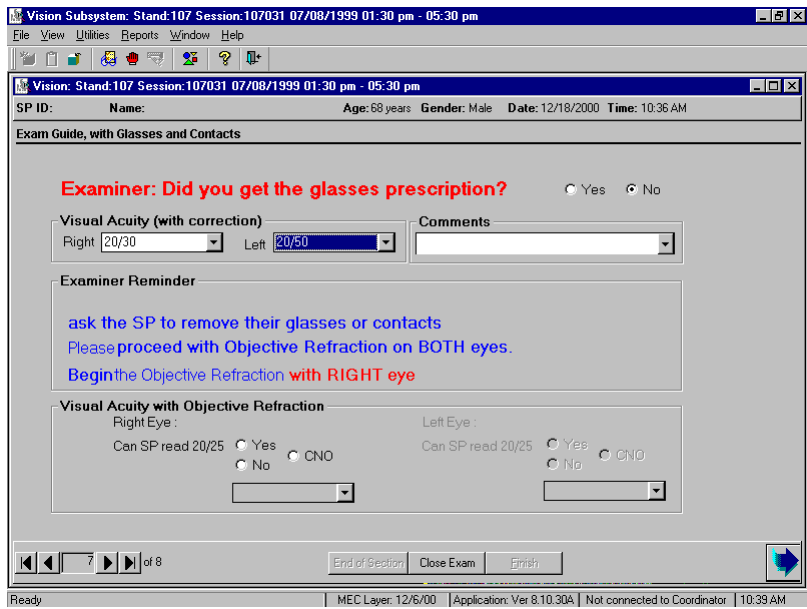 Vision Subsystem: Stand:107 Session:107031 07/08/1999 01:30 pm - 05:30 pm
File View Utilities Reports Window Help
Vision: Stand:107 Session:107031 07/08/1999 01:30 pm - 05:30 pm
SP ID: Name: Age: 68 years Gender: Male Date: 12/18/2000 Time: 10:36 AM
Exam Guide, with Glasses and Contacts
Examiner: Did you get the glasses prescription? Yes No
Visual Acuity (with correction) Comments
Right 20/30 Left 20/50
Examiner Reminder
ask the SP to remove their glasses or contacts
Please proceed with Objective Refraction on BOTH eyes.
Begin the Objective Refraction with RIGHT eye
Visual Acuity with Objective Refraction
Right Eye : Left Eye :
Can SP read 20/25 Yes No CNO Can SP read 20/25 Yes No CNO
7 of 8 End of Section Close Exam Finish
Ready MEC Layer: 12/6/00 Application: Ver 8.10.30A Not connected to Coordinator 10:39 AM